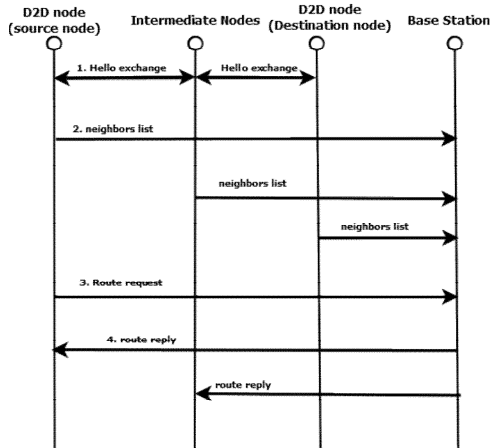 D2D node
(source node)
Intermediate Nodes
D2D node
(Destination node)
Base Station
1. Hello exchange
Hello exchange
2. neighbors list
neighbors list
neighbors list
3. Route request
4. route reply
route reply